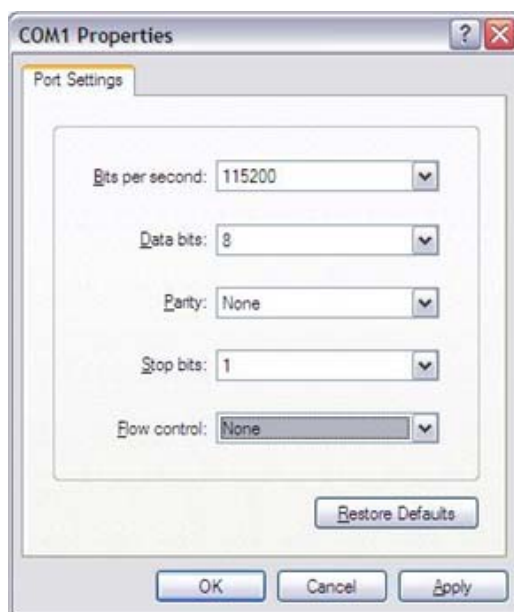 COM1 Properties
Port Settings
Bits per second: 115200
Data bits: 8
Parity: None
Stop bits: 1
Flow control: None
Restore Defaults
OK Cancel Apply